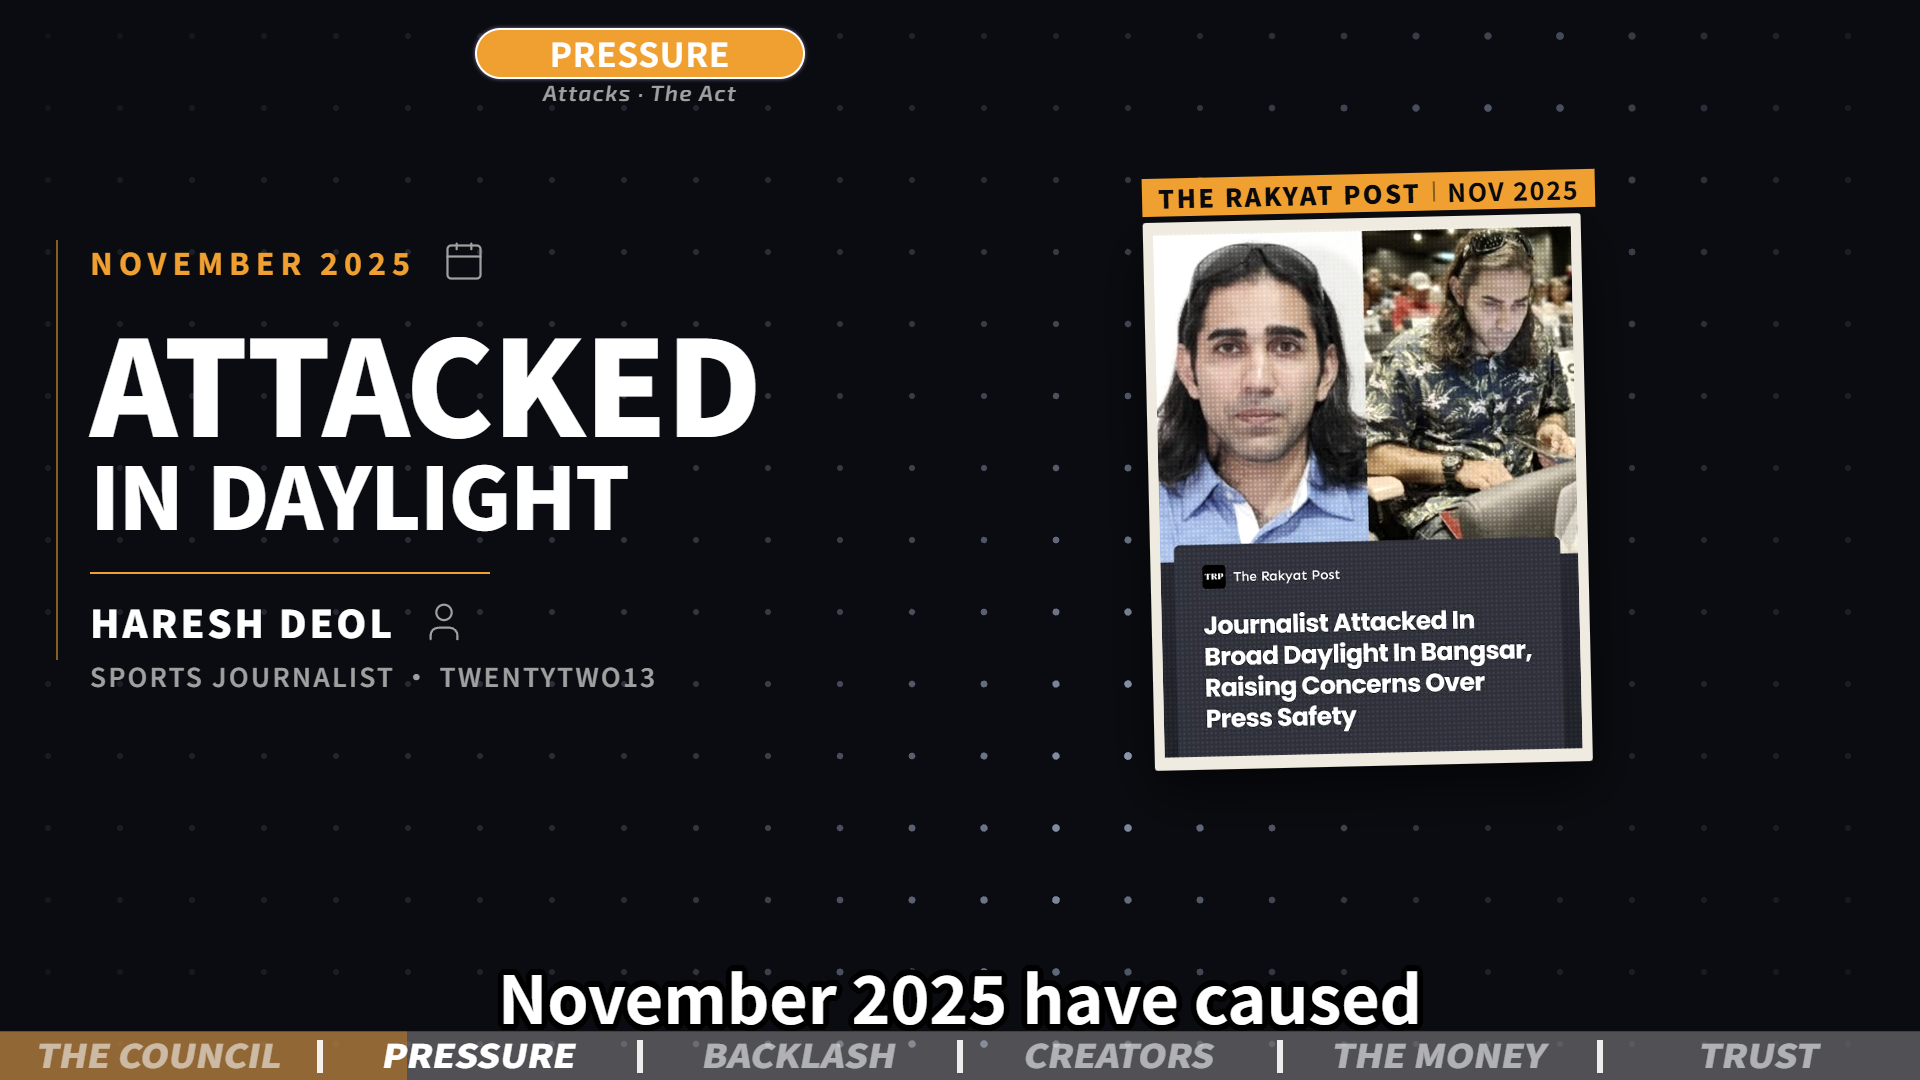 PRESSURE
Attacks · The Act
THE RAKYAT POST | NOV 2025
NOVEMBER 2025
ATTACKED
IN DAYLIGHT
HARESH DEOL
SPORTS JOURNALIST • TWENTYTWO13
TRP The Rakyat Post
Journalist Attacked In
Broad Daylight In Bangsar,
Raising Concerns Over
Press Safety
November 2025 have caused
THE COUNCIL | PRESSURE | BACKLASH | CREATORS | THE MONEY | TRUST